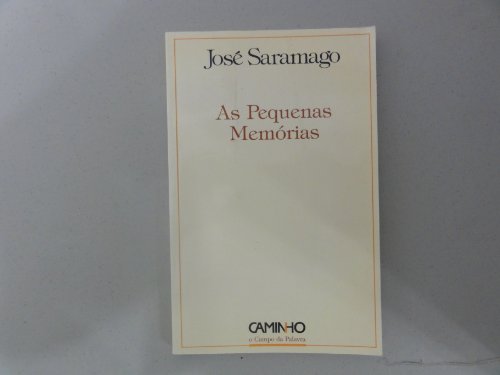 José Saramago
As Pequenas
Memórias
CAMINHO
o Campo da Palavra